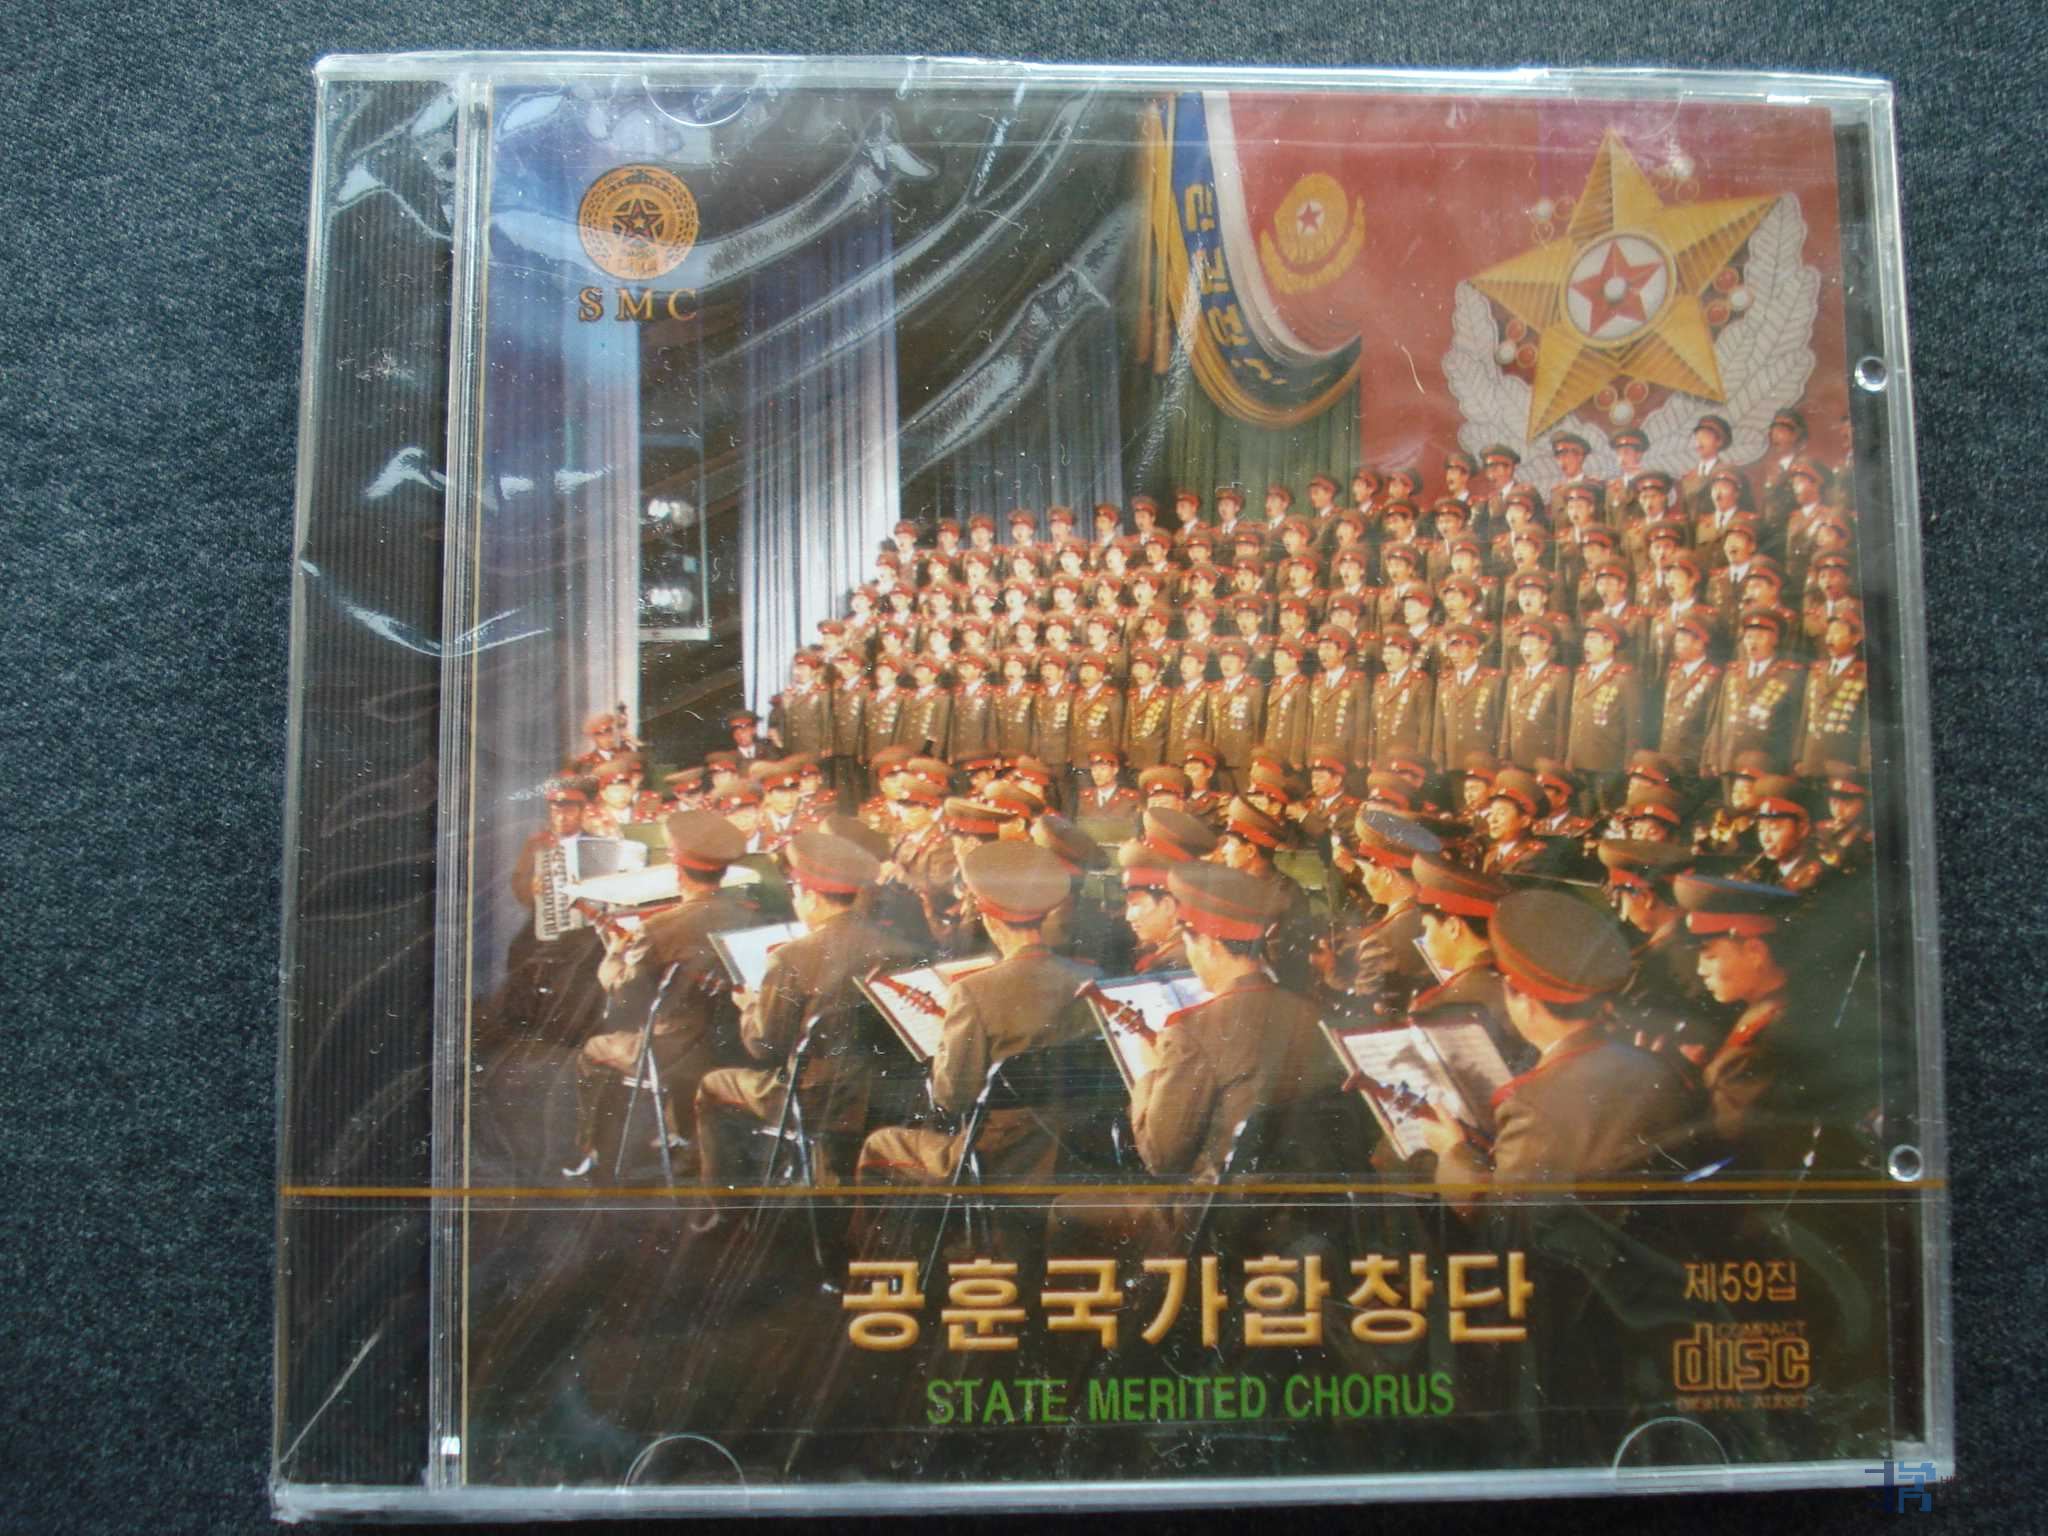 SMC
공훈국가합창단
제59집
STATE MERITED CHORUS
COMPACT
disc
DIGITAL AUDIO